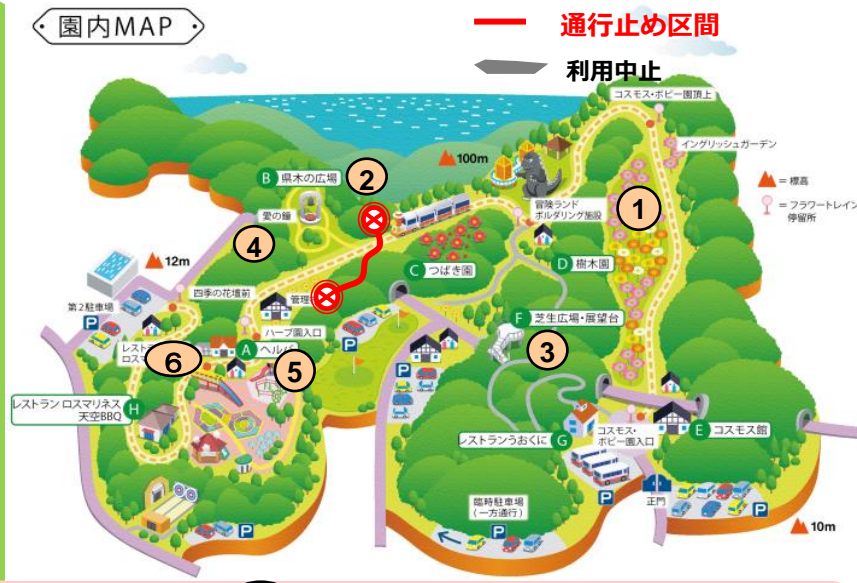 園内MAP
通行止め区間
利用中止
コスモス・ポピー園頂上
イングリッシュガーデン
100m
B 県木の広場
2
= 標高
= フラワートレイン
停留所
愛の鐘
冒険ランド
ボルダリング施設
1
4
12m
D 樹木園
C つばき園
四季の花壇前
管理
第2駐車場
P
F 芝生広場・展望台
ハーブ園入口
P
3
レスト
ロスマ
6
A ヘル
5
P
レストラン ロスマリネス
天空BBQ
H
コスモス・
ポピー園入口
E コスモス館
レストランうおくに G
P
正門
臨時駐車場
(一方通行)
P
P
P
10m